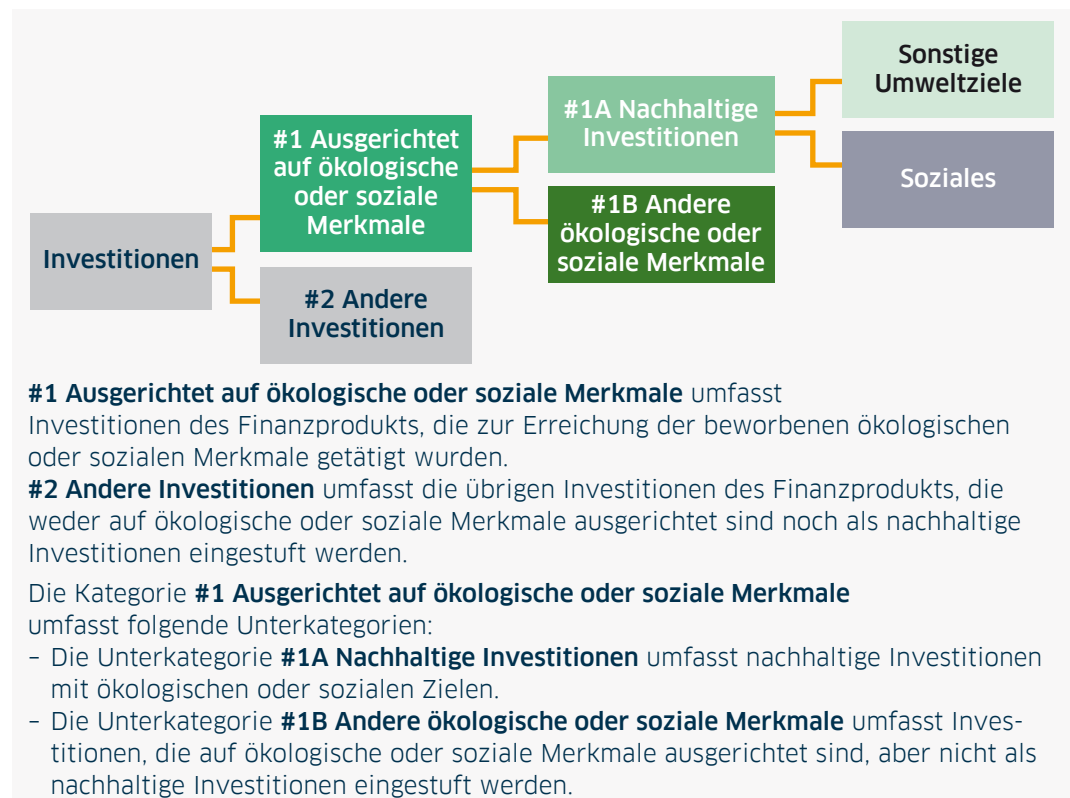 Sonstige
Umweltziele
#1A Nachhaltige
Investitionen
#1 Ausgerichtet
auf ökologische
oder soziale
Merkmale
Soziales
#1B Andere
ökologische oder
soziale Merkmale
Investitionen
#2 Andere
Investitionen
#1 Ausgerichtet auf ökologische oder soziale Merkmale umfasst
Investitionen des Finanzprodukts, die zur Erreichung der beworbenen ökologischen
oder sozialen Merkmale getätigt wurden.
#2 Andere Investitionen umfasst die übrigen Investitionen des Finanzprodukts, die
weder auf ökologische oder soziale Merkmale ausgerichtet sind noch als nachhaltige
Investitionen eingestuft werden.
Die Kategorie #1 Ausgerichtet auf ökologische oder soziale Merkmale
umfasst folgende Unterkategorien:
– Die Unterkategorie #1A Nachhaltige Investitionen umfasst nachhaltige Investitionen
mit ökologischen oder sozialen Zielen.
– Die Unterkategorie #1B Andere ökologische oder soziale Merkmale umfasst Inves-
titionen, die auf ökologische oder soziale Merkmale ausgerichtet sind, aber nicht als
nachhaltige Investitionen eingestuft werden.